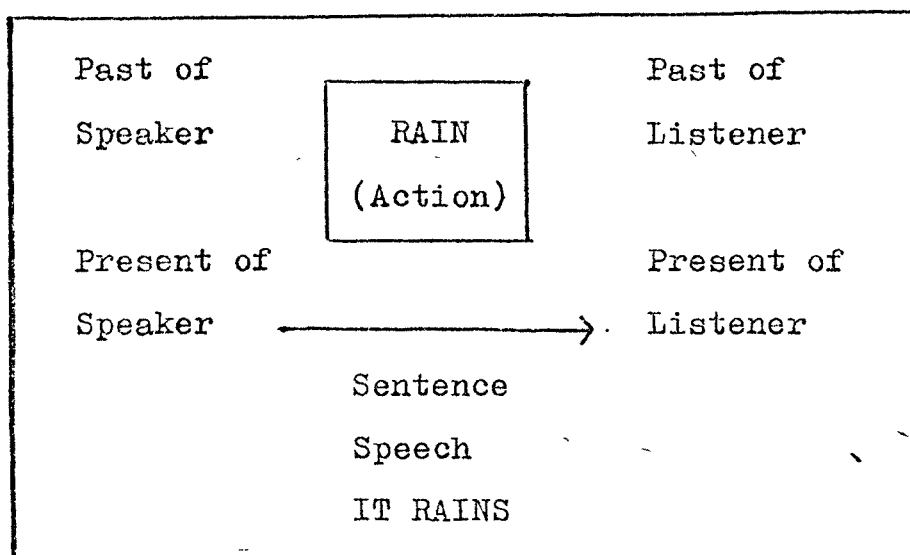 Past of
Speaker
RAIN
(Action)
Past of
Listener
Present of
Speaker
Present of
Listener
Sentence
Speech
IT RAINS